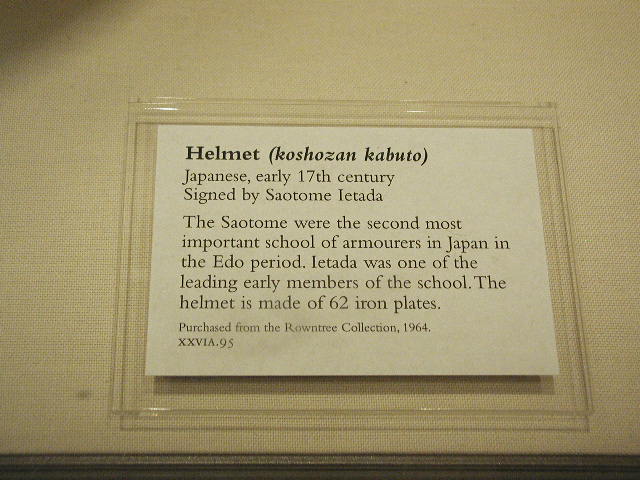 Helmet (koshozan kabuto)
Japanese, early 17th century
Signed by Saotome Ietada
The Saotome were the second most
important school of armourers in Japan in
the Edo period. Ietada was one of the
leading early members of the school. The
helmet is made of 62 iron plates.
Purchased from the Rowntree Collection, 1964.
XXVIA.95